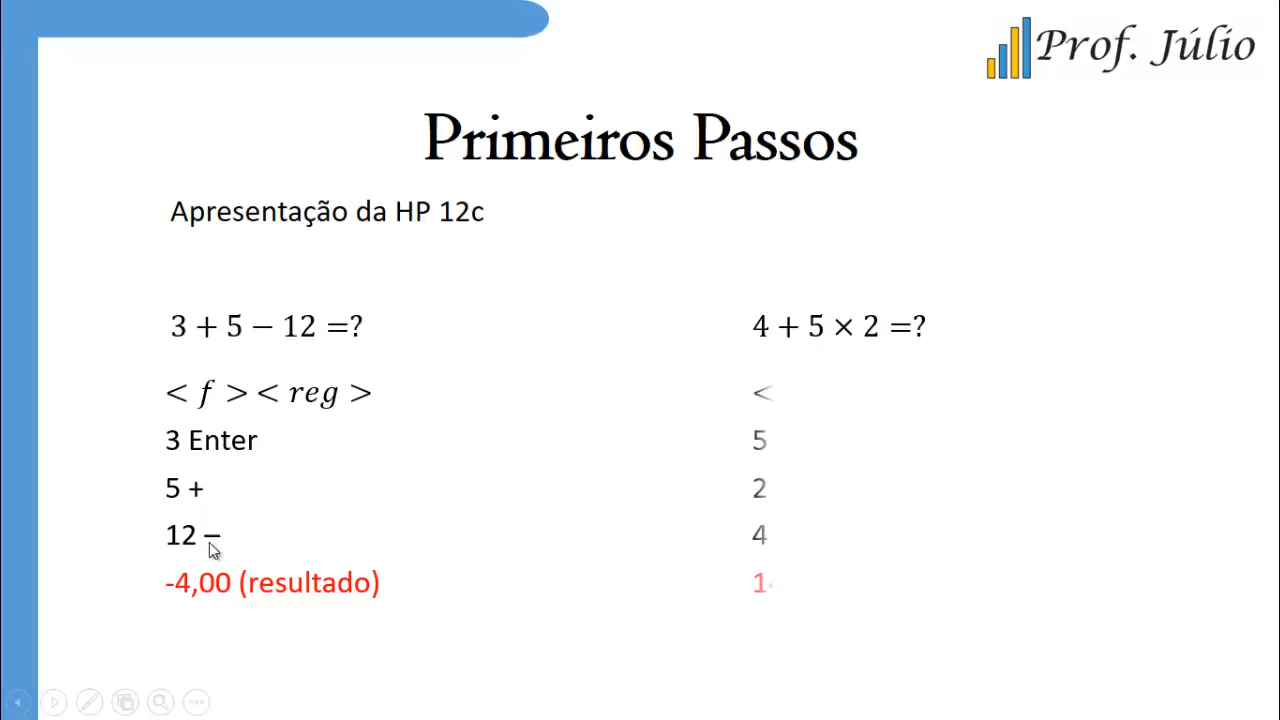 Prof. Júlio
Primeiros Passos
Apresentação da HP 12c
3 + 5 − 12 =?
< f > < reg >
3 Enter
5 +
12 –
-4,00 (resultado)
4 + 5 × 2 =?
<
5
2
4
1